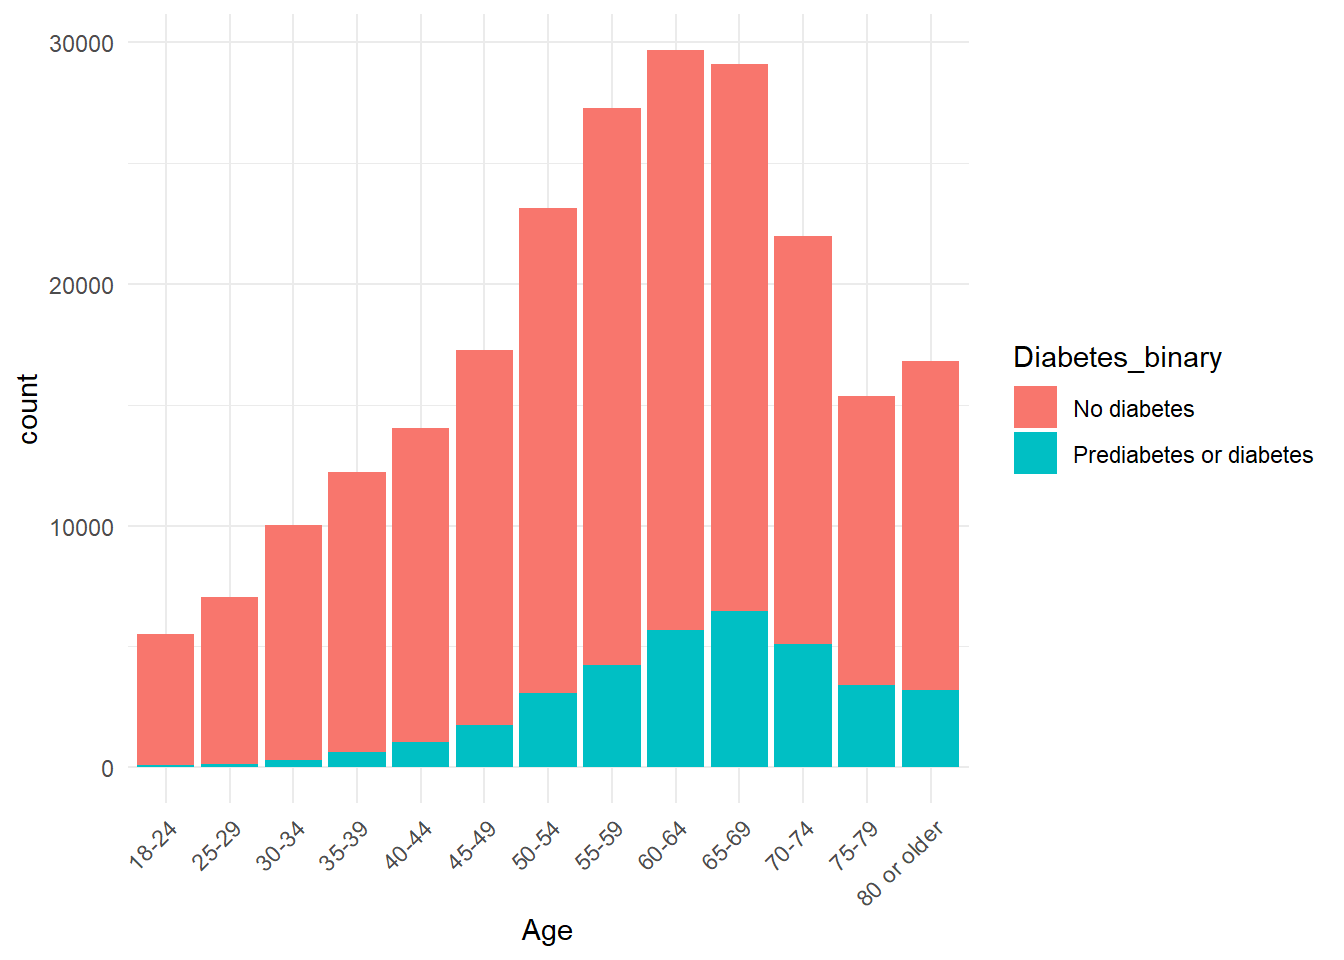 30000
20000
10000
0
count
18-24
25-29
30-34
35-39
40-44
45-49
50-54
55-59
60-64
65-69
70-74
75-79
80 or older
Age
Diabetes_binary
No diabetes
Prediabetes or diabetes